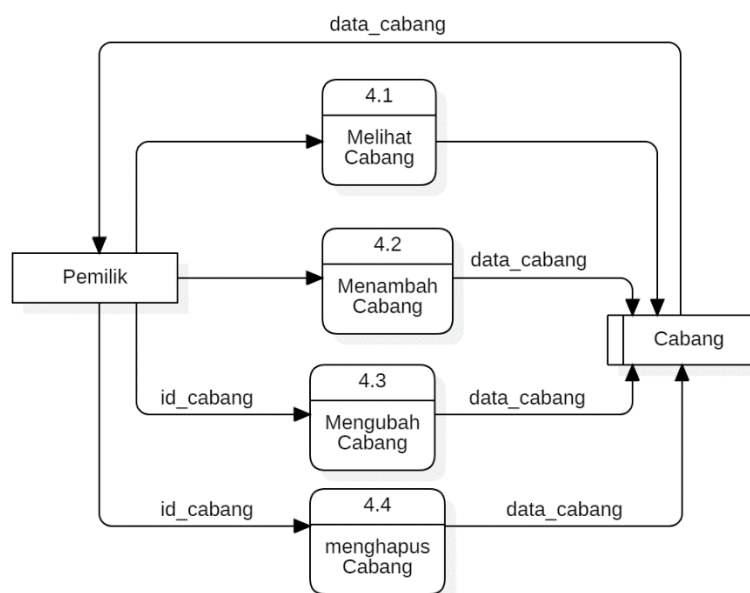 data_cabang
4.1
Melihat
Cabang
4.2
Menambah
Cabang
data_cabang
Pemilik
Cabang
4.3
Mengubah
Cabang
id_cabang
data_cabang
4.4
menghapus
Cabang
id_cabang
data_cabang